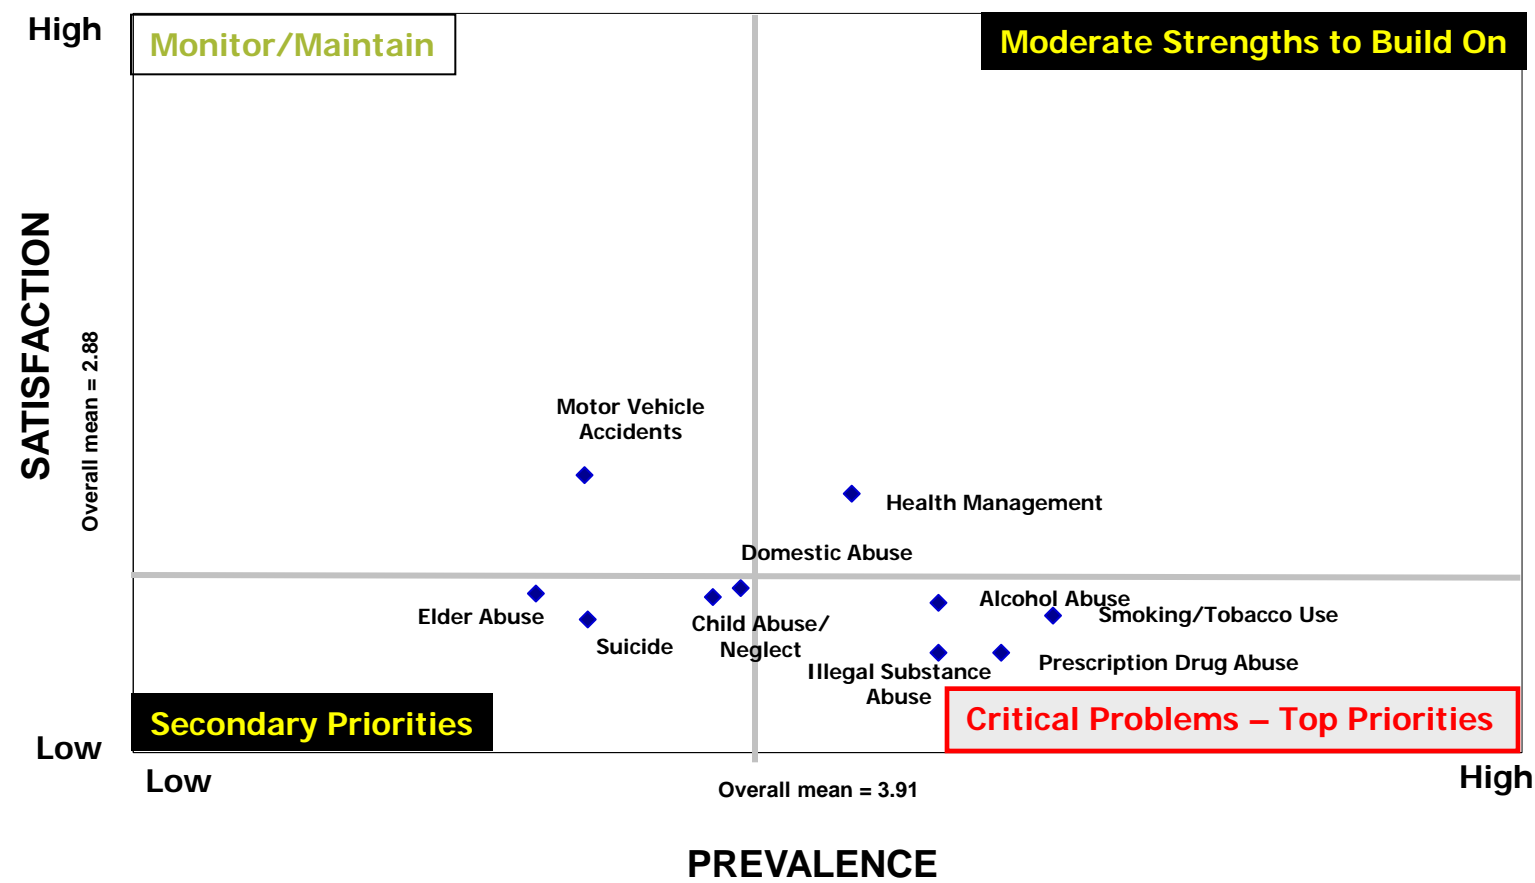 High
Monitor/Maintain
Moderate Strengths to Build On
SATISFACTION
Overall mean = 2.88
Motor Vehicle
Accidents
Health Management
Domestic Abuse
Elder Abuse
Suicide
Child Abuse/
Neglect
Alcohol Abuse
Smoking/Tobacco Use
Illegal Substance
Abuse
Prescription Drug Abuse
Secondary Priorities
Critical Problems – Top Priorities
Low
Low
High
Overall mean = 3.91
PREVALENCE